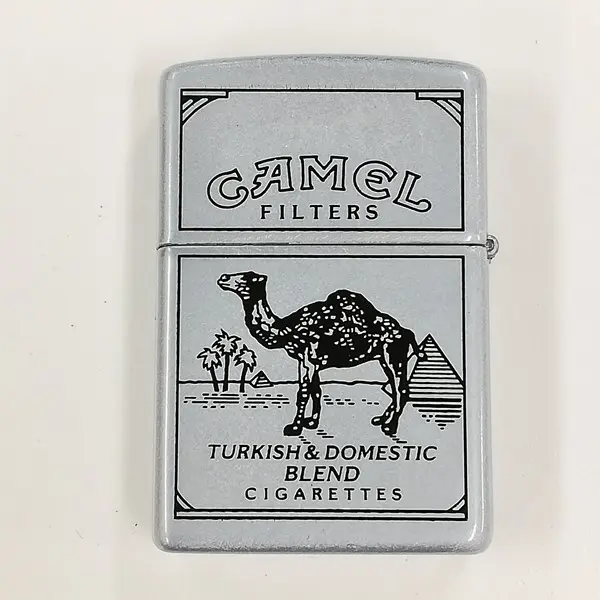 CAMEL
FILTERS
TURKISH & DOMESTIC
BLEND
CIGARETTES